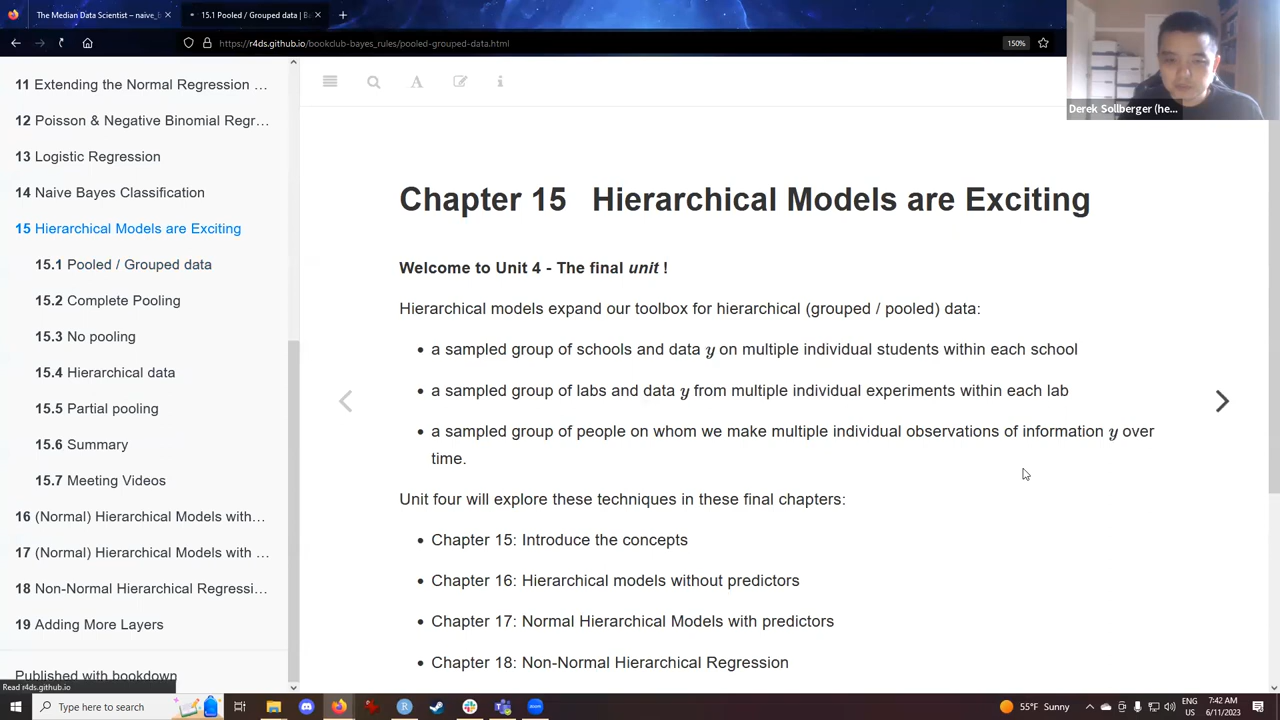 The Median Data Scientist – naive_b
15.1 Pooled / Grouped data | B
https://r4ds.github.io/bookclub-bayes_rules/pooled-grouped-data.html
150%
Derek Sollberger (he...
11 Extending the Normal Regression ...
12 Poisson & Negative Binomial Regr...
13 Logistic Regression
14 Naive Bayes Classification
15 Hierarchical Models are Exciting
15.1 Pooled / Grouped data
15.2 Complete Pooling
15.3 No pooling
15.4 Hierarchical data
15.5 Partial pooling
15.6 Summary
15.7 Meeting Videos
16 (Normal) Hierarchical Models with...
17 (Normal) Hierarchical Models with ...
18 Non-Normal Hierarchical Regressi...
19 Adding More Layers
Published with bookdown
Read r4ds.github.io
Chapter 15 Hierarchical Models are Exciting
Welcome to Unit 4 - The final unit !
Hierarchical models expand our toolbox for hierarchical (grouped / pooled) data:
• a sampled group of schools and data y on multiple individual students within each school
• a sampled group of labs and data y from multiple individual experiments within each lab
• a sampled group of people on whom we make multiple individual observations of information y over
time.
Unit four will explore these techniques in these final chapters:
• Chapter 15: Introduce the concepts
• Chapter 16: Hierarchical models without predictors
• Chapter 17: Normal Hierarchical Models with predictors
• Chapter 18: Non-Normal Hierarchical Regression
Type here to search
55°F Sunny
ENG
US
7:42 AM
6/11/2023